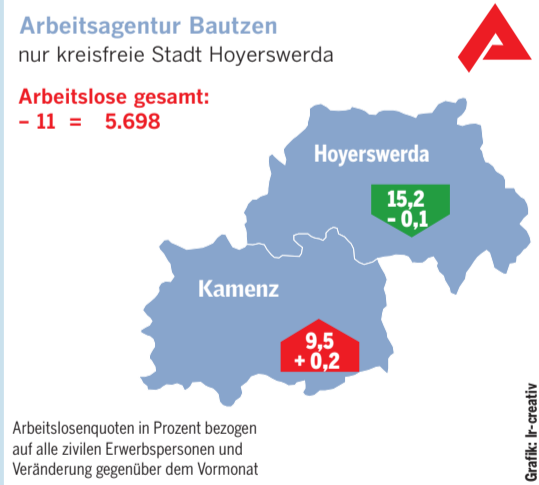 Arbeitsagentur Bautzen
nur kreisfreie Stadt Hoyerswerda
Arbeitslose gesamt:
– 11 = 5.698
Hoyerswerda
15,2
– 0,1
Kamenz
9,5
+ 0,2
Arbeitslosenquoten in Prozent bezogen
auf alle zivilen Erwerbspersonen und
Veränderung gegenüber dem Vormonat
Grafik: lr-creativ